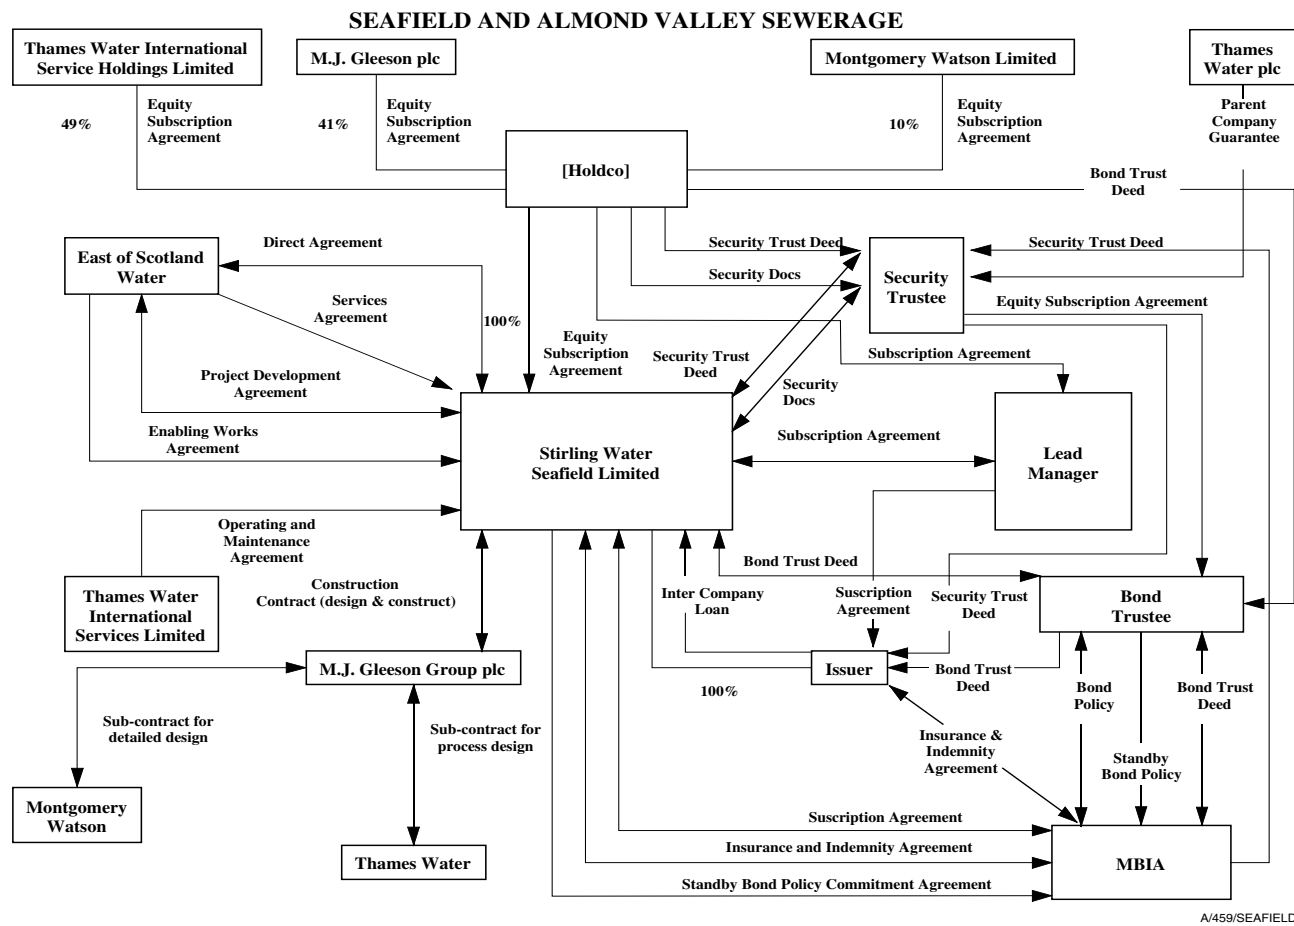 SEAFIELD AND ALMOND VALLEY SEWERAGE
Thames Water International
Service Holdings Limited
M.J. Gleeson plc
Montgomery Watson Limited
Thames
Water plc
49%
Equity
Subscription
Agreement
41%
Equity
Subscription
Agreement
10%
Equity
Subscription
Agreement
Parent
Company
Guarantee
[Holdco]
Bond Trust
Deed
East of Scotland
Water
Direct Agreement
Services
Agreement
100%
Equity
Subscription
Agreement
Security Trust Deed
Security Docs
Security
Trustee
Security Trust Deed
Equity Subscription Agreement
Security Trust
Deed
Security
Docs
Subscription Agreement
Project Development
Agreement
Enabling Works
Agreement
Stirling Water
Seafield Limited
Subscription Agreement
Lead
Manager
Operating and
Maintenance
Agreement
Thames Water
International
Services Limited
Construction
Contract (design & construct)
Inter Company
Loan
Bond Trust Deed
Suscription
Agreement
Security Trust
Deed
Bond
Trustee
M.J. Gleeson Group plc
Issuer
100%
Bond Trust
Deed
Bond
Policy
Bond Trust
Deed
Sub-contract for
detailed design
Sub-contract for
process design
Insurance &
Indemnity
Agreement
Standby
Bond Policy
Montgomery
Watson
Thames Water
Suscription Agreement
Insurance and Indemnity Agreement
Standby Bond Policy Commitment Agreement
MBIA
A/459/SEAFIELD